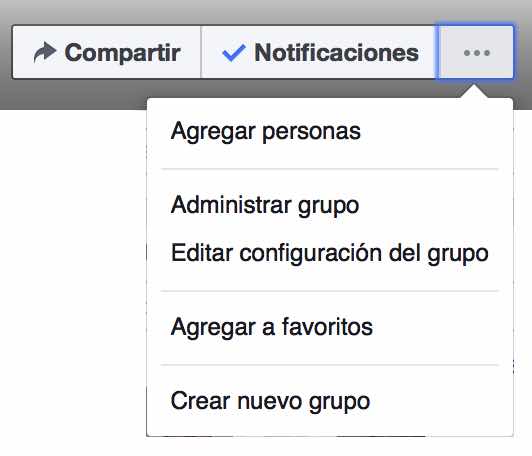 Compartir
Notificaciones
Agregar personas
Administrar grupo
Editar configuración del grupo
Agregar a favoritos
Crear nuevo grupo